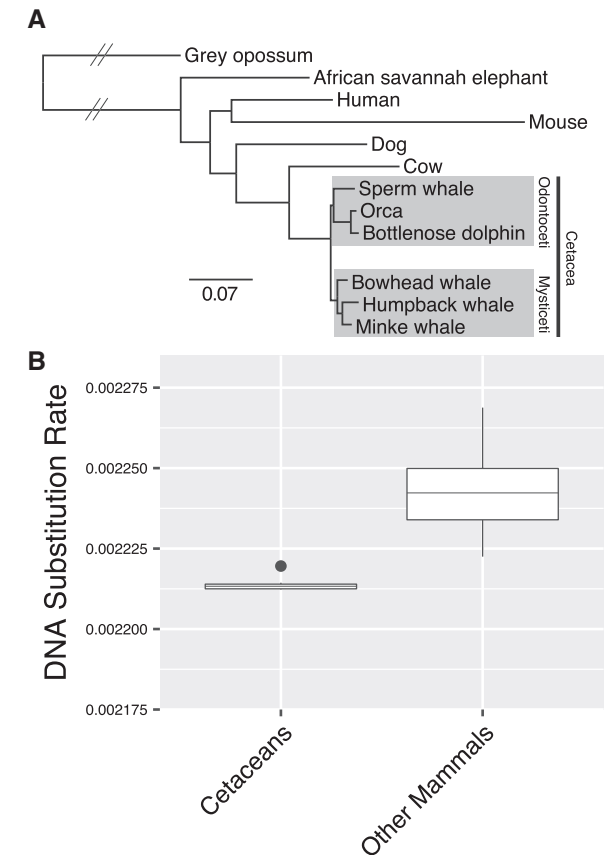 A
Grey opossum
African savannah elephant
Human
Mouse
Dog
Cow
Sperm whale
Orca
Bottlenose dolphin
Odontoceti
Cetacea
Bowhead whale
Humpback whale
Minke whale
Mysticeti
0.07
B
DNA Substitution Rate
0.002275
0.002250
0.002225
0.002200
0.002175
Cetaceans
Other Mammals